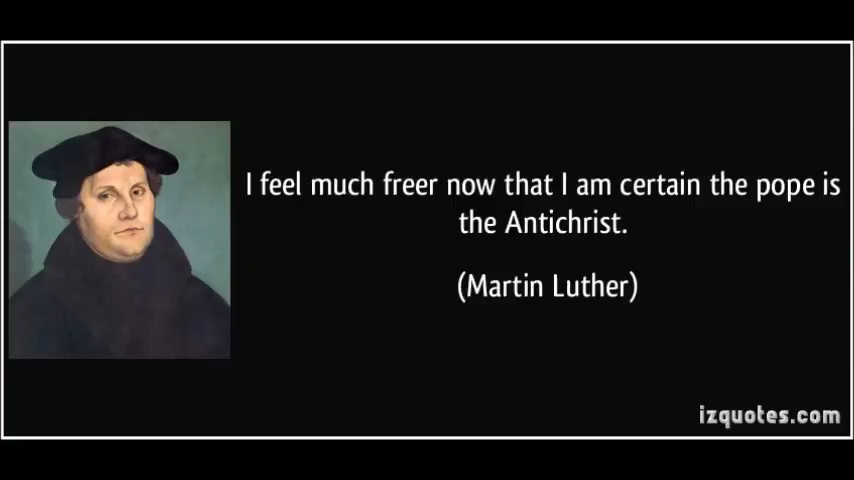 I feel much freer now that I am certain the pope is
the Antichrist.
(Martin Luther)
izquotes.com